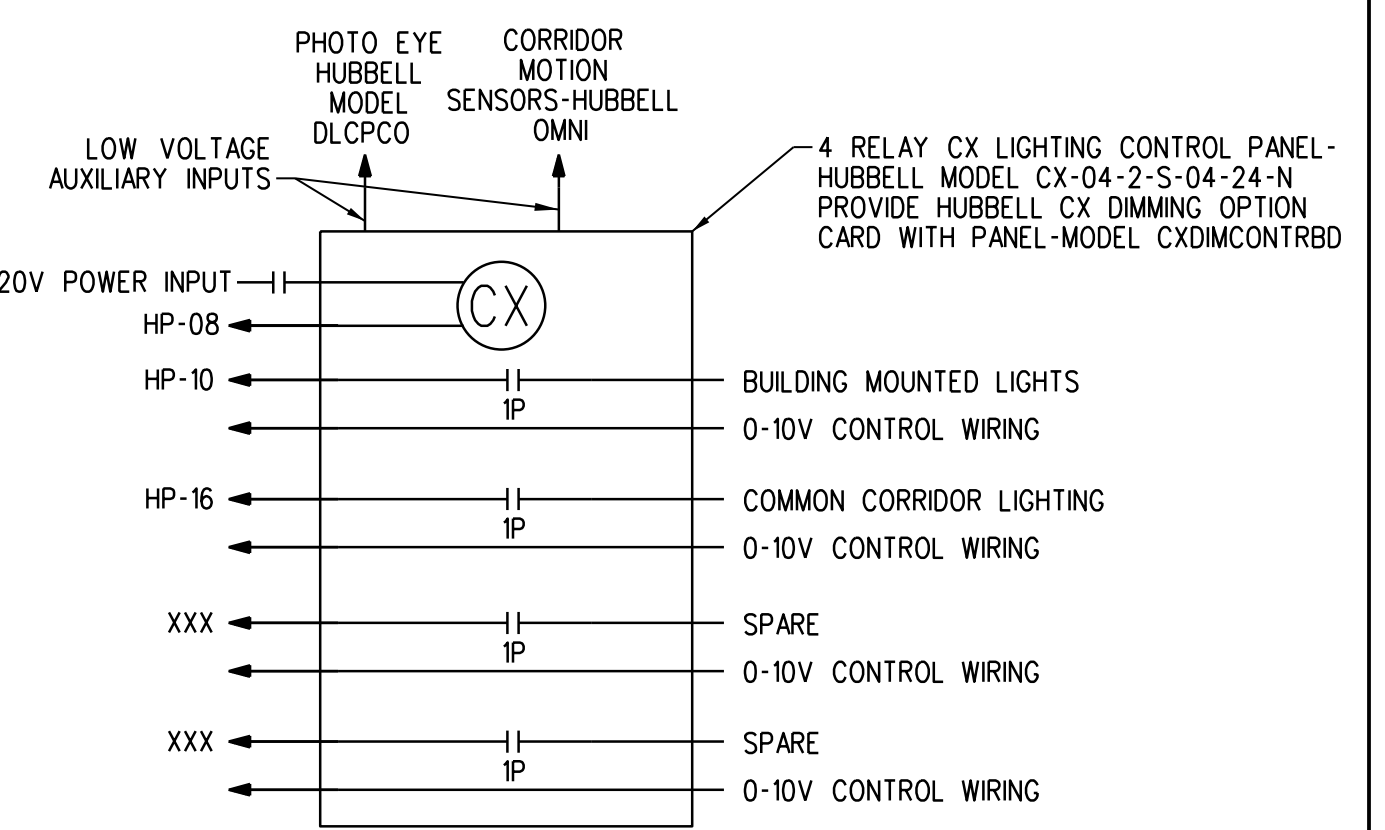 PHOTO EYE
HUBBELL
MODEL
DLCPCO
CORRIDOR
MOTION
SENSORS-HUBBELL
OMNI
LOW VOLTAGE
AUXILIARY INPUTS
4 RELAY CX LIGHTING CONTROL PANEL-
HUBBELL MODEL CX-04-2-S-04-24-N
PROVIDE HUBBELL CX DIMMING OPTION
CARD WITH PANEL-MODEL CXDIMCONTRBD
20V POWER INPUT
CX
HP-08
HP-10
1P
BUILDING MOUNTED LIGHTS
0-10V CONTROL WIRING
HP-16
1P
COMMON CORRIDOR LIGHTING
0-10V CONTROL WIRING
XXX
1P
SPARE
0-10V CONTROL WIRING
XXX
1P
SPARE
0-10V CONTROL WIRING